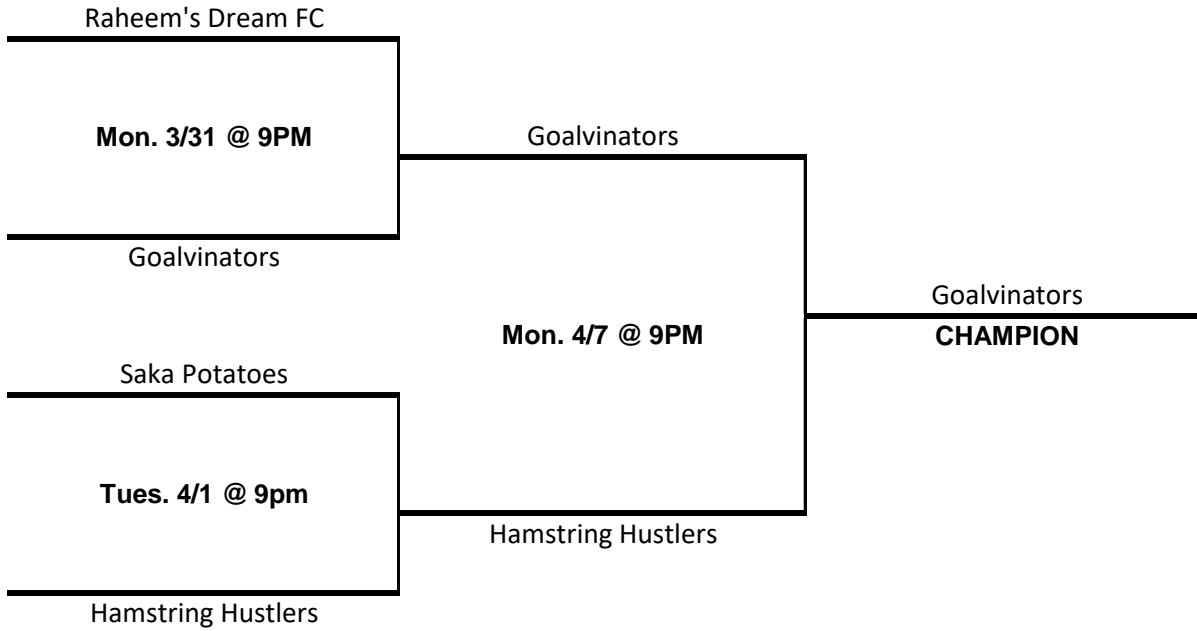 Raheem's Dream FC
Mon. 3/31 @ 9PM
Goalvinators
Goalvinators
Goalvinators
Mon. 4/7 @ 9PM
CHAMPION
Saka Potatoes
Tues. 4/1 @ 9pm
Hamstring Hustlers
Hamstring Hustlers